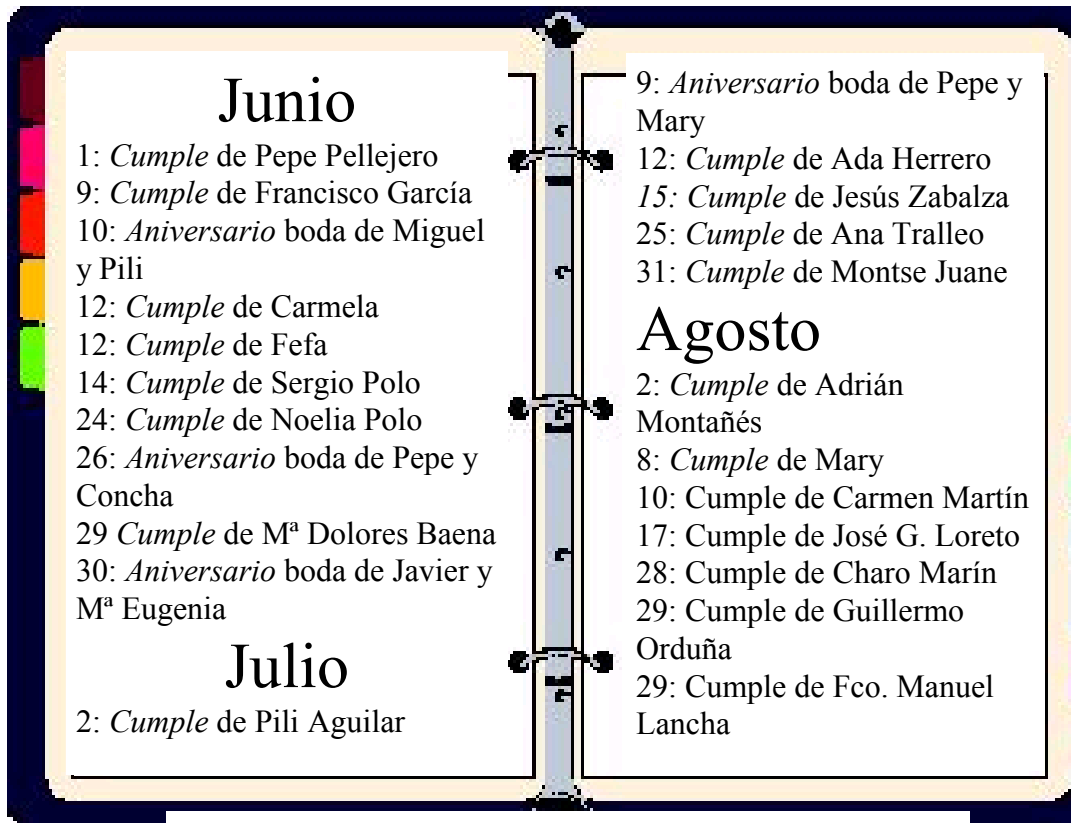 Junio
1: Cumple de Pepe Pellejero
9: Cumple de Francisco García
10: Aniversario boda de Miguel
y Pili
12: Cumple de Carmela
12: Cumple de Fefa
14: Cumple de Sergio Polo
24: Cumple de Noelia Polo
26: Aniversario boda de Pepe y
Concha
29 Cumple de Mª Dolores Baena
30: Aniversario boda de Javier y
Mª Eugenia
Julio
2: Cumple de Pili Aguilar
9: Aniversario boda de Pepe y
Mary
12: Cumple de Ada Herrero
15: Cumple de Jesús Zabalza
25: Cumple de Ana Tralleo
31: Cumple de Montse Juane
Agosto
2: Cumple de Adrián
Montañés
8: Cumple de Mary
10: Cumple de Carmen Martín
17: Cumple de José G. Loreto
28: Cumple de Charo Marín
29: Cumple de Guillermo
Orduña
29: Cumple de Fco. Manuel
Lancha